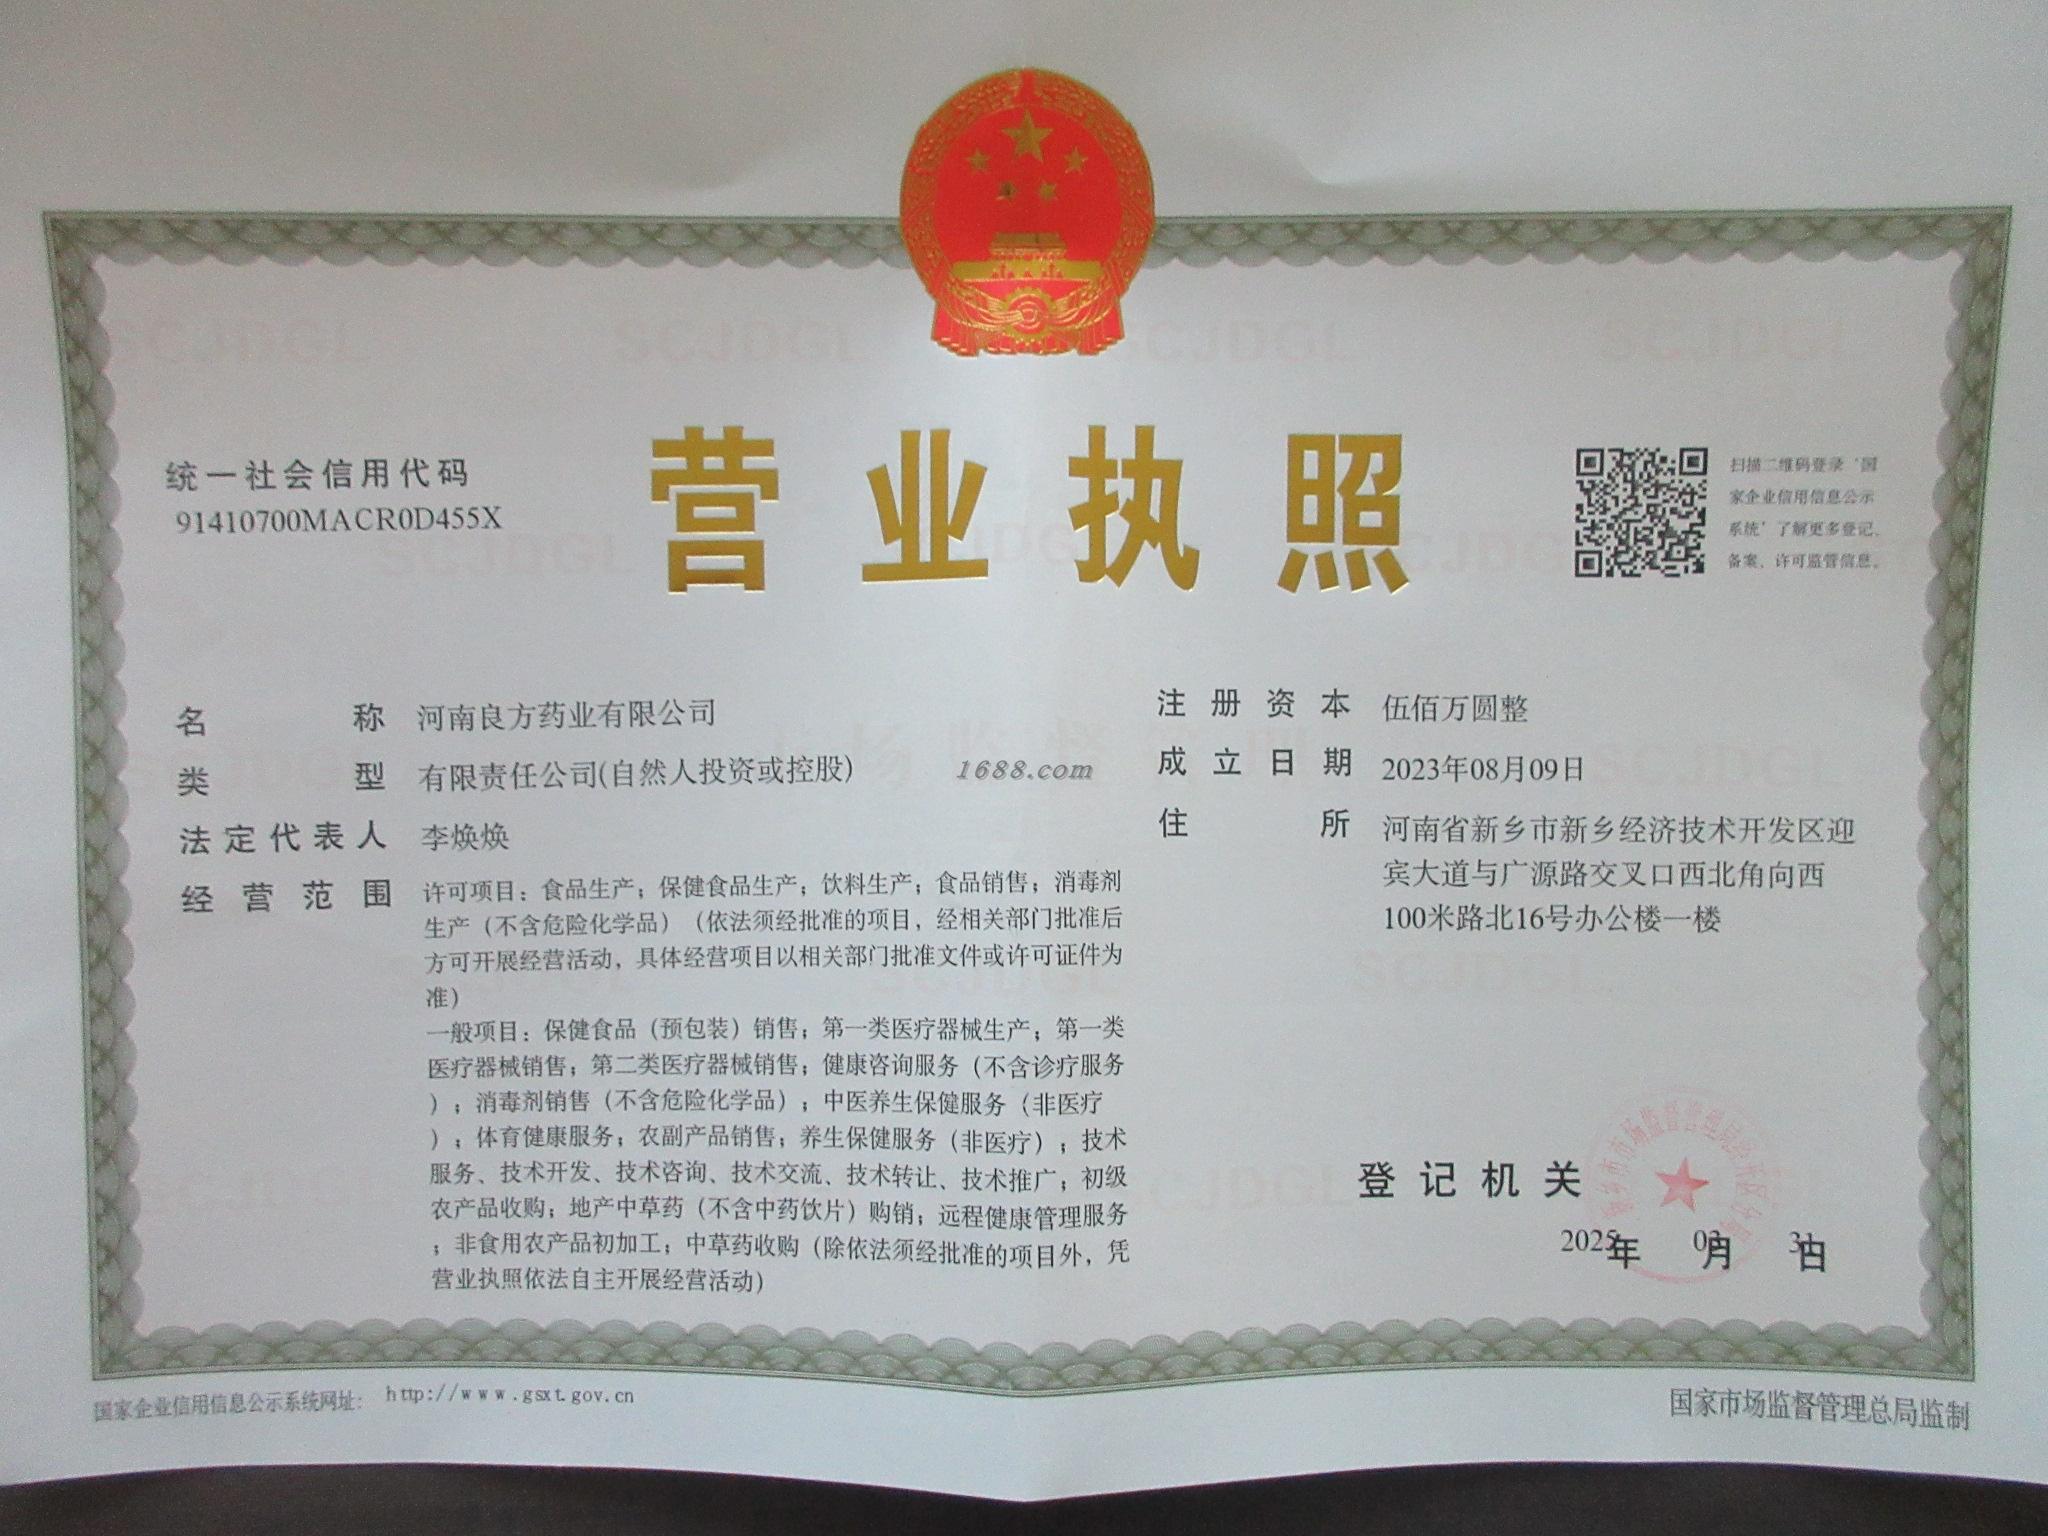 统一社会信用代码
91410700MACR0D455X
营业执照
扫描二维码登录‘国
家企业信用信息公示
系统’了解更多登记、
备案、许可监管信息。
名称 河南良方药业有限公司
类型 有限责任公司(自然人投资或控股)
法定代表人 李焕焕
经营范围 许可项目：食品生产；保健食品生产；饮料生产；食品销售；消毒剂
生产（不含危险化学品）（依法须经批准的项目，经相关部门批准后
方可开展经营活动，具体经营项目以相关部门批准文件或许可证件为
准）
一般项目：保健食品（预包装）销售；第一类医疗器械生产；第一类
医疗器械销售；第二类医疗器械销售；健康咨询服务（不含诊疗服务
）；消毒剂销售（不含危险化学品）；中医养生保健服务（非医疗
）；体育健康服务；农副产品销售；养生保健服务（非医疗）；技术
服务、技术开发、技术咨询、技术交流、技术转让、技术推广；初级
农产品收购；地产中草药（不含中药饮片）购销；远程健康管理服务
；非食用农产品初加工；中草药收购（除依法须经批准的项目外，凭
营业执照依法自主开展经营活动）
1688.com
注册资本 伍佰万圆整
成立日期 2023年08月09日
住所 河南省新乡市新乡经济技术开发区迎
宾大道与广源路交叉口西北角向西
100米路北16号办公楼一楼
登记机关
2025年 03月 31日
国家企业信用信息公示系统网址： http://www.gsxt.gov.cn
国家市场监督管理总局监制